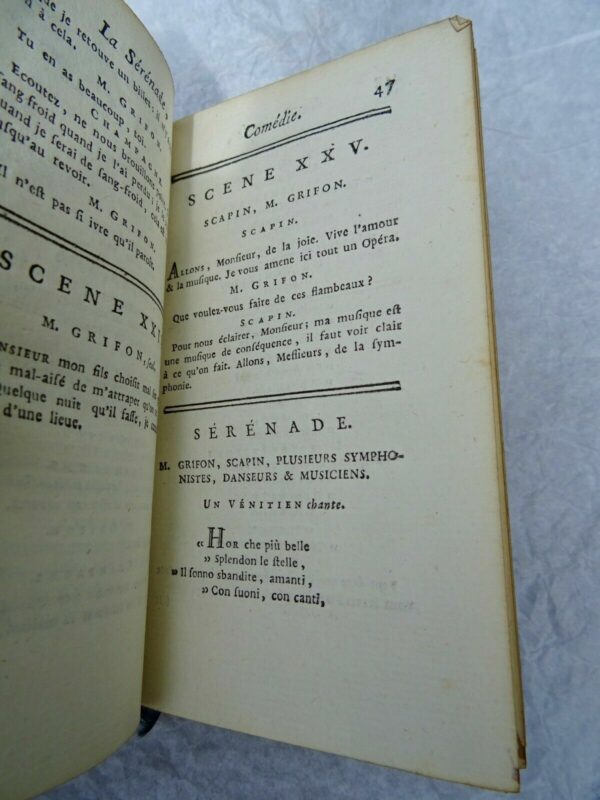 La Sérénade,
que je retouve un billet;
à cela.
M. GRIFON.
Tu en as beaucoup, toi.
CHAMPAGNE.
Ecoutez, ne nous brouillons
sang froid quand je l'ai perdu; je
quand je serai de sang-froid,
jusqu'au revoir.
M. GRIFON.
Il n'est pas si ivre qu'il paroît.
SCENE
M. GRIFON, seul.
MONSIEUR mon fils choisit mal
mal-aisé de m'attraper
quelque nuit qu'il fasse, je
d'une lieue.
Comédie. 47
SCENE XXV.
SCAPIN, M. GRIFON.
SCAPIN.
ALLONS, Monsieur, de la joie. Vive l'amour
& la musique. Je vous amene ici tout un Opéra.
M. GRIFON.
Que voulez-vous faire de ces flambeaux?
SCAPIN.
Pour nous éclairer, Monsieur; ma musique est
une musique de conséquence, il faut voir clair
à ce qu'on fait. Allons, Messieurs, de la sym-
phonie.
SÉRÉNADE.
M. GRIFON, SCAPIN, PLUSIEURS SYMPHO-
NISTES, DANSEURS & MUSICIENS.
UN VÉNITIEN chante.
« HOR che più belle
» Splendon le stelle,
» Il sonno sbandite, amanti,
» Con suoni, con canti,